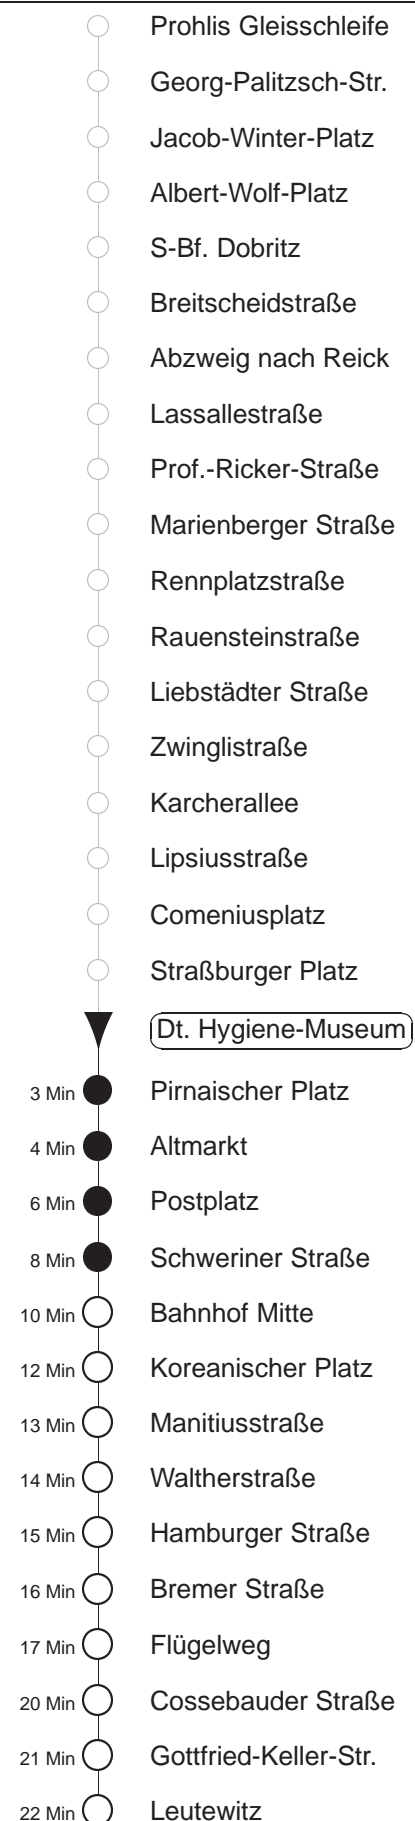 Prohlis Gleisschleife
Georg-Palitzsch-Str.
Jacob-Winter-Platz
Albert-Wolf-Platz
S-Bf. Dobritz
Breitscheidstraße
Abzweig nach Reick
Lassallestraße
Prof.-Ricker-Straße
Marienberger Straße
Rennplatzstraße
Rauensteinstraße
Liebstädter Straße
Zwinglistraße
Karcherallee
Lipsiusstraße
Comeniusplatz
Straßburger Platz
Dt. Hygiene-Museum
3 Min Pirnaischer Platz
4 Min Altmarkt
6 Min Postplatz
8 Min Schweriner Straße
10 Min Bahnhof Mitte
12 Min Koreanischer Platz
13 Min Manitiusstraße
14 Min Waltherstraße
15 Min Hamburger Straße
16 Min Bremer Straße
17 Min Flügelweg
20 Min Cossebauder Straße
21 Min Gottfried-Keller-Str.
22 Min Leutewitz